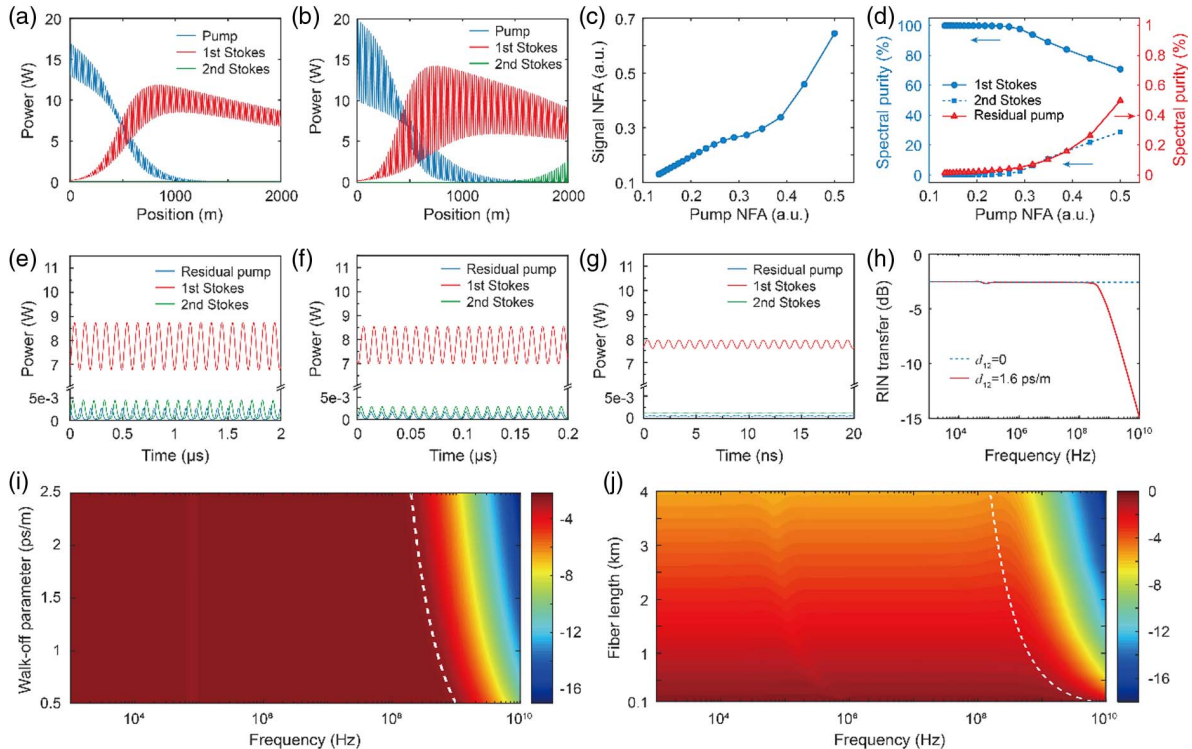 (a)
20
15
10
5
0
Power (W)
Pump
1st Stokes
2nd Stokes
0
1000
2000
Position (m)
(b)
20
15
10
5
0
Power (W)
Pump
1st Stokes
2nd Stokes
0
500
1000
1500
2000
Position (m)
(c)
0.7
0.5
0.3
0.1
Signal NFA (a.u.)
0.1
0.2
0.3
0.4
0.5
Pump NFA (a.u.)
(d)
100
80
60
40
20
0
Spectral purity (%)
1st Stokes
2nd Stokes
Residual pump
1
0.8
0.6
0.4
0.2
0
Spectral purity (%)
0.2
0.3
0.4
0.5
Pump NFA (a.u.)
(e)
11
10
9
8
7
5e-3
0
Power (W)
Residual pump
1st Stokes
2nd Stokes
0
0.5
1
1.5
2
Time (µs)
(f)
11
10
9
8
7
5e-3
0
Power (W)
Residual pump
1st Stokes
2nd Stokes
0
0.05
0.1
0.15
0.2
Time (µs)
(g)
11
10
9
8
7
5e-3
0
Power (W)
Residual pump
1st Stokes
2nd Stokes
0
5
10
15
20
Time (ns)
(h)
0
-5
-10
-15
RIN transfer (dB)
d12=0
d12=1.6 ps/m
10^4
10^6
10^8
10^10
Frequency (Hz)
(i)
2.5
2
1.5
1
0.5
Walk-off parameter (ps/m)
10^4
10^6
10^8
10^10
Frequency (Hz)
-4
-8
-12
-16
(j)
4
3
2
1
0.1
Fiber length (km)
10^4
10^6
10^8
10^10
Frequency (Hz)
0
-4
-8
-12
-16